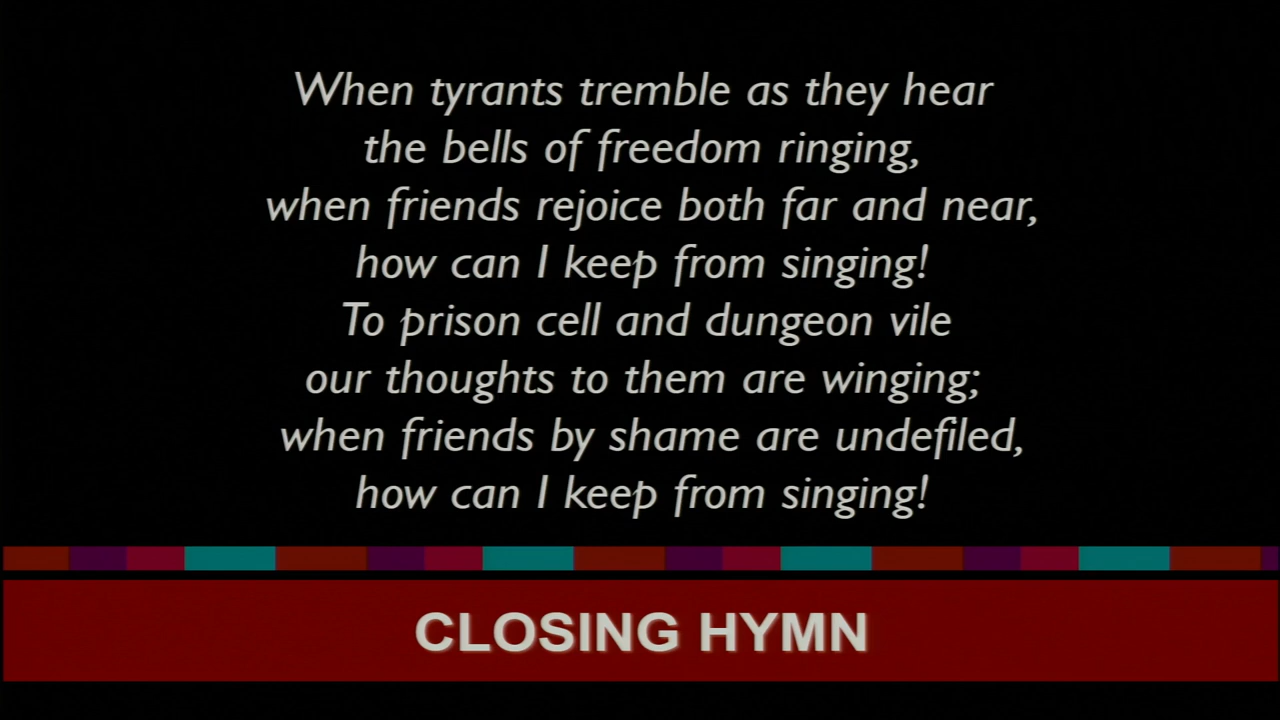 When tyrants tremble as they hear
the bells of freedom ringing,
when friends rejoice both far and near,
how can I keep from singing!
To prison cell and dungeon vile
our thoughts to them are winging;
when friends by shame are undefiled,
how can I keep from singing!
CLOSING HYMN